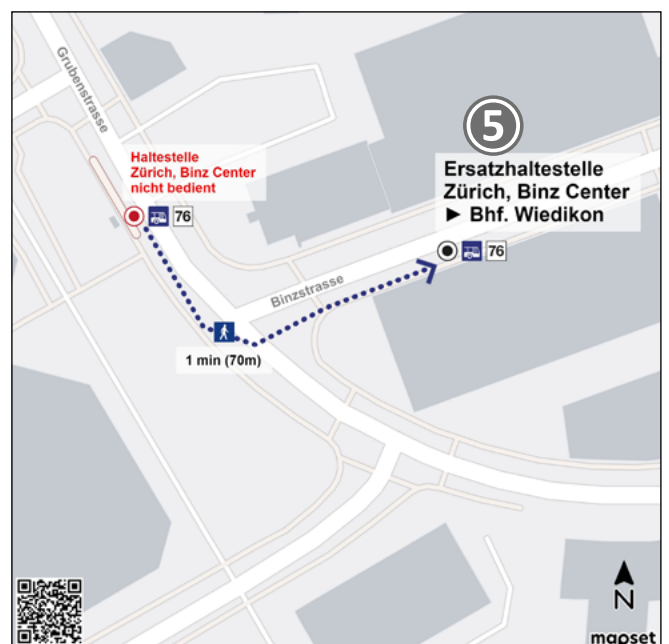 Grubenstrasse
5
Haltestelle
Zürich, Binz Center
nicht bedient
76
Ersatzhaltestelle
Zürich, Binz Center
► Bhf. Wiedikon
76
Binzstrasse
1 min (70m)
N
mapset